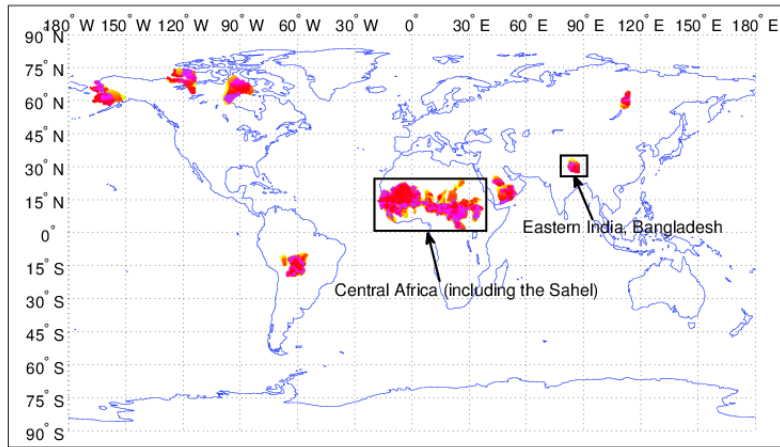 180° W 150° W 120° W 90° W 60° W 30° W 0° 30° E 60° E 90° E 120° E 150° E 180° E
90° N
75° N
60° N
45° N
30° N
15° N
0°
15° S
30° S
45° S
60° S
75° S
90° S
Eastern India, Bangladesh
Central Africa (including the Sahel)